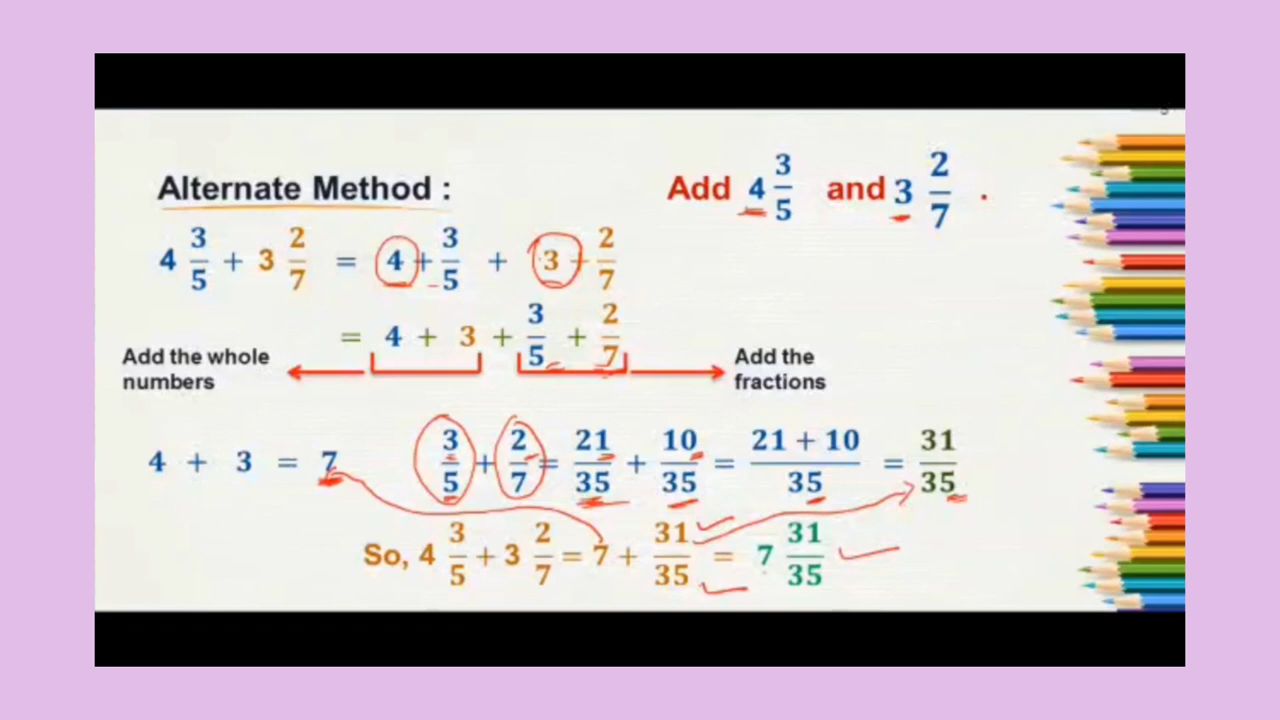 Alternate Method :
Add 4 3/5 and 3 2/7 .
4 3/5 + 3 2/7 = 4 + 3/5 + 3 + 2/7
= 4 + 3 + 3/5 + 2/7
Add the whole
numbers
Add the
fractions
4 + 3 = 7
3/5 + 2/7 = 21/35 + 10/35 = 21 + 10/35 = 31/35
So, 4 3/5 + 3 2/7 = 7 + 31/35 = 7 31/35